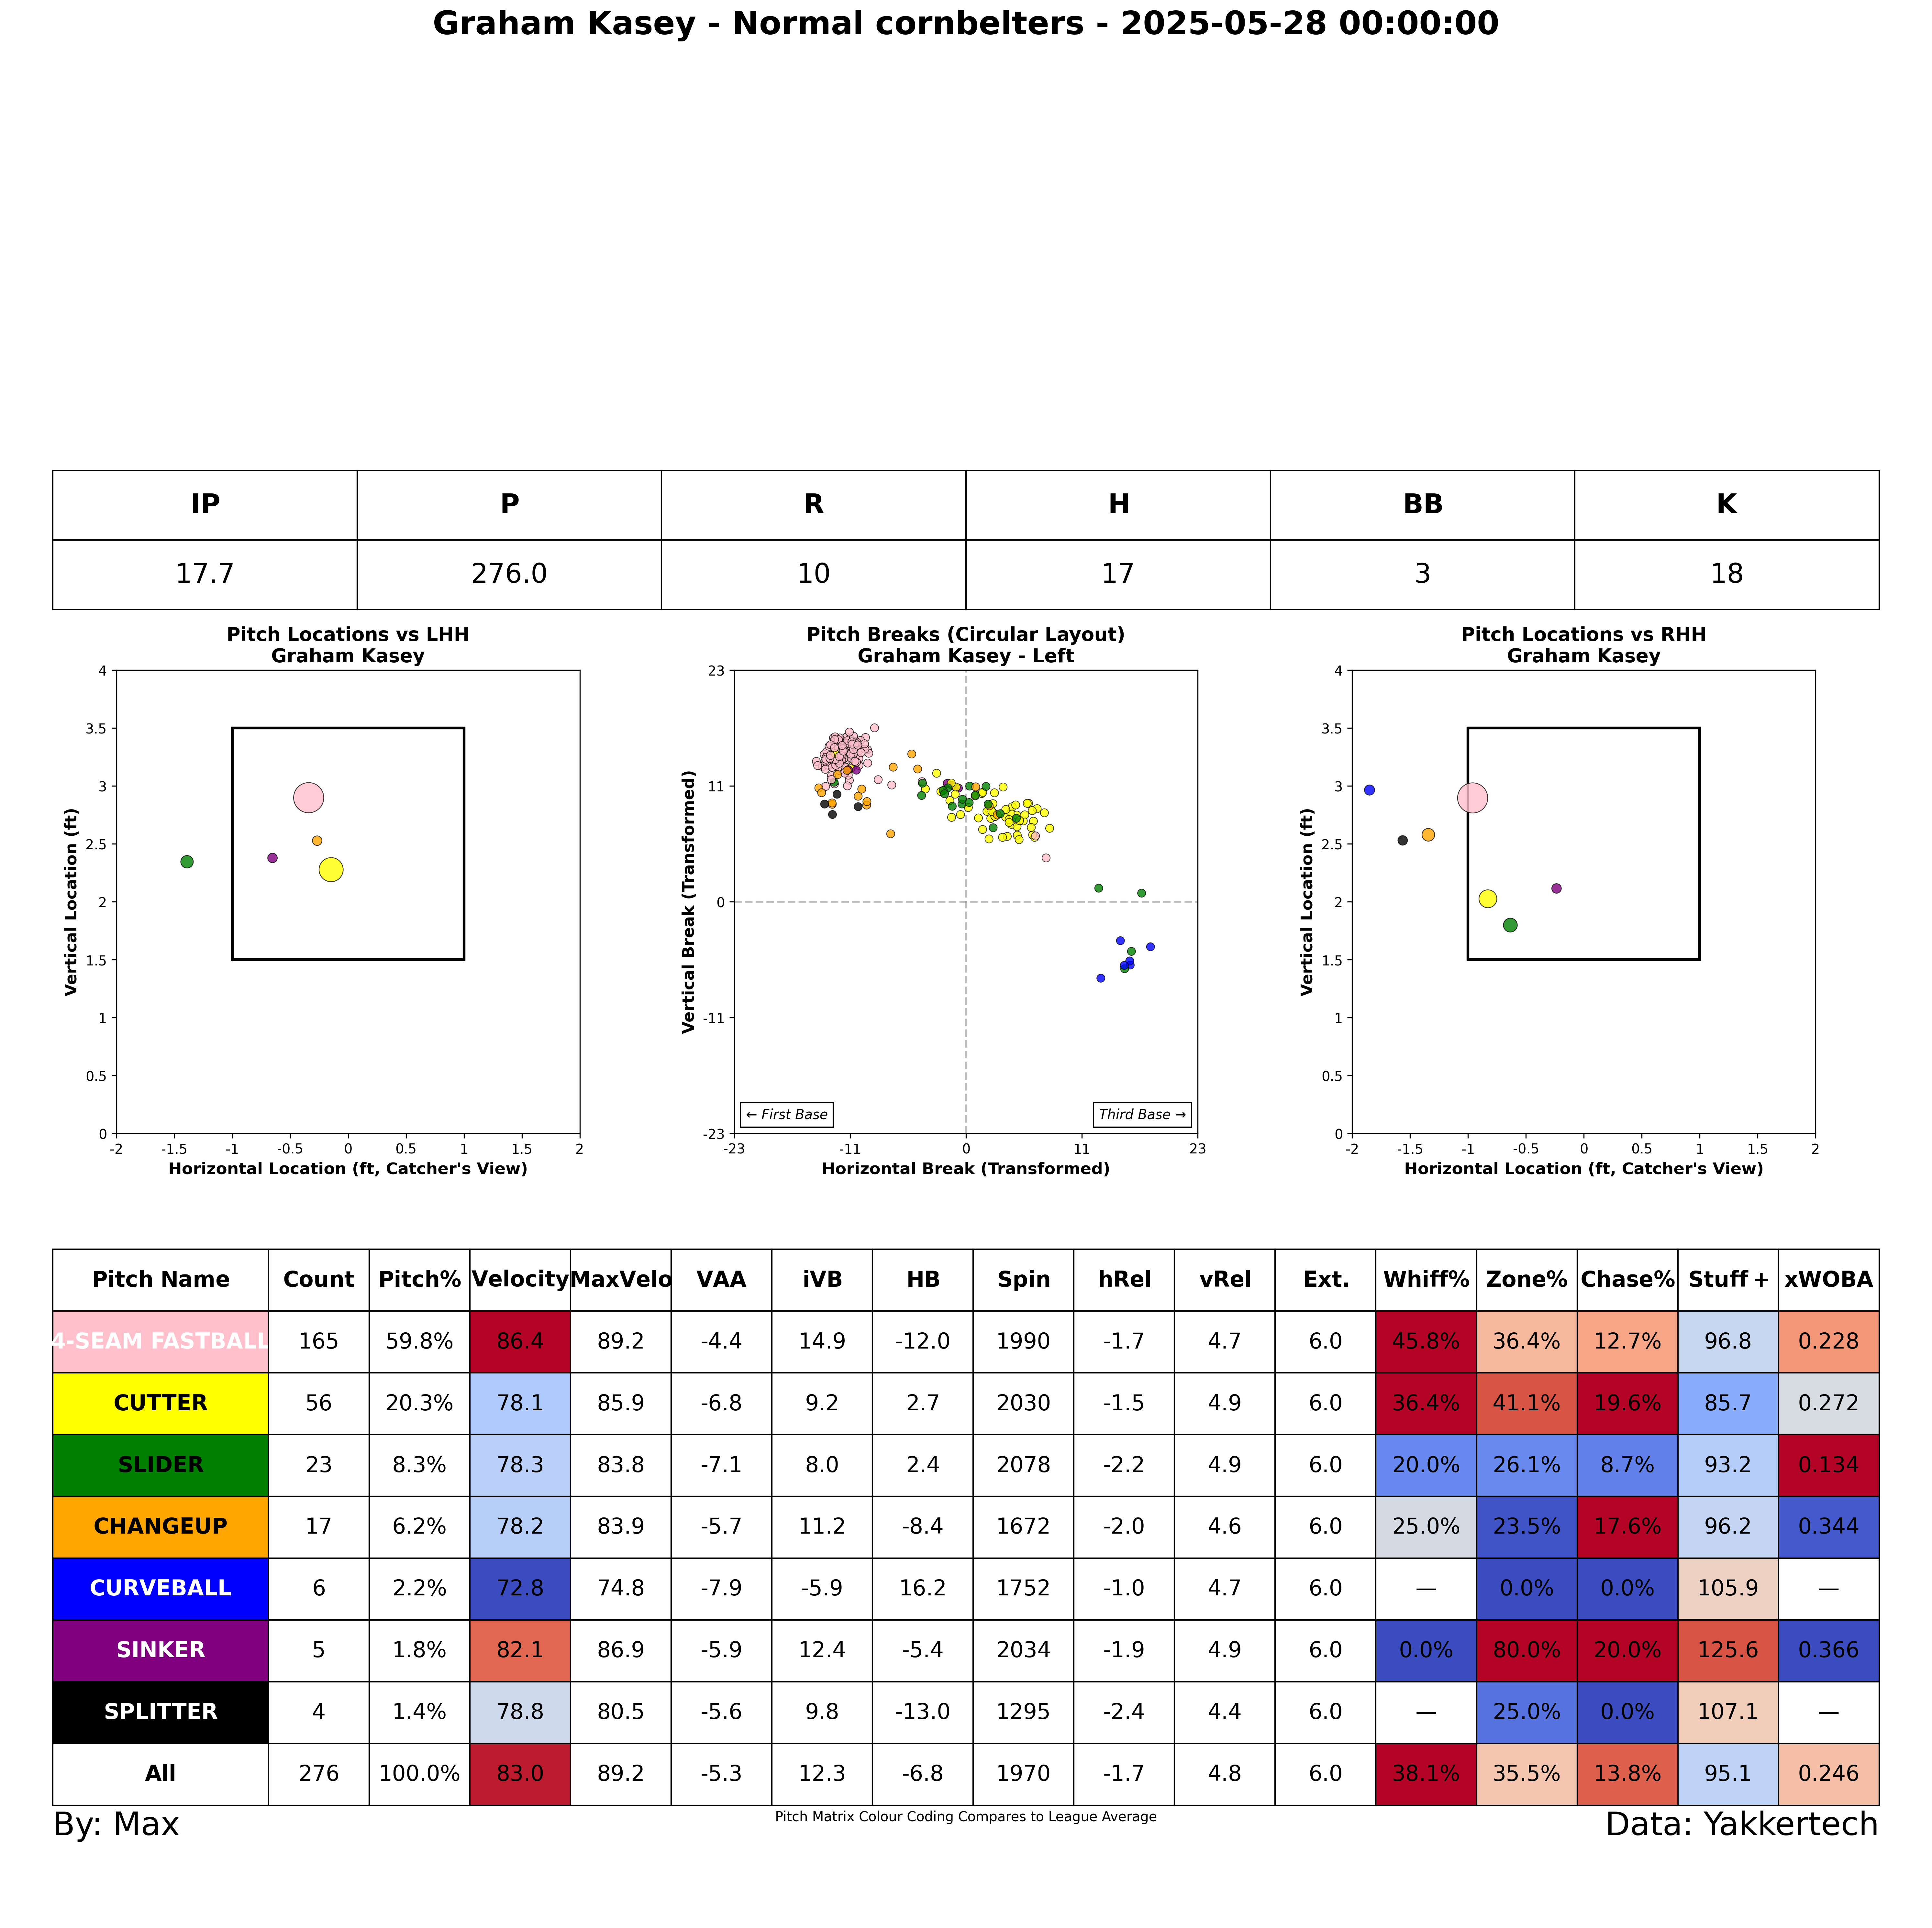 Graham Kasey - Normal cornbelters - 2025-05-28 00:00:00
IP P R H BB K
17.7 276.0 10 17 3 18
Pitch Locations vs LHH
Graham Kasey
4
3.5
3
2.5
2
1.5
1
0.5
0
-2 -1.5 -1 -0.5 0 0.5 1 1.5 2
Vertical Location (ft)
Horizontal Location (ft, Catcher's View)
Pitch Breaks (Circular Layout)
Graham Kasey - Left
23
11
0
-11
-23
-23 -11 0 11 23
Vertical Break (Transformed)
← First Base
Third Base →
Horizontal Break (Transformed)
Pitch Locations vs RHH
Graham Kasey
4
3.5
3
2.5
2
1.5
1
0.5
0
-2 -1.5 -1 -0.5 0 0.5 1 1.5 2
Vertical Location (ft)
Horizontal Location (ft, Catcher's View)
Pitch Name Count Pitch% Velocity MaxVelo VAA iVB HB Spin hRel vRel Ext. Whiff% Zone% Chase% Stuff+ xWOBA
4-SEAM FASTBALL 165 59.8% 86.4 89.2 -4.4 14.9 -12.0 1990 -1.7 4.7 6.0 45.8% 36.4% 12.7% 96.8 0.228
CUTTER 56 20.3% 78.1 85.9 -6.8 9.2 2.7 2030 -1.5 4.9 6.0 36.4% 41.1% 19.6% 85.7 0.272
SLIDER 23 8.3% 78.3 83.8 -7.1 8.0 2.4 2078 -2.2 4.9 6.0 20.0% 26.1% 8.7% 93.2 0.134
CHANGEUP 17 6.2% 78.2 83.9 -5.7 11.2 -8.4 1672 -2.0 4.6 6.0 25.0% 23.5% 17.6% 96.2 0.344
CURVEBALL 6 2.2% 72.8 74.8 -7.9 -5.9 16.2 1752 -1.0 4.7 6.0 — 0.0% 0.0% 105.9 —
SINKER 5 1.8% 82.1 86.9 -5.9 12.4 -5.4 2034 -1.9 4.9 6.0 0.0% 80.0% 20.0% 125.6 0.366
SPLITTER 4 1.4% 78.8 80.5 -5.6 9.8 -13.0 1295 -2.4 4.4 6.0 — 25.0% 0.0% 107.1 —
All 276 100.0% 83.0 89.2 -5.3 12.3 -6.8 1970 -1.7 4.8 6.0 38.1% 35.5% 13.8% 95.1 0.246
By: Max
Pitch Matrix Colour Coding Compares to League Average
Data: Yakkertech